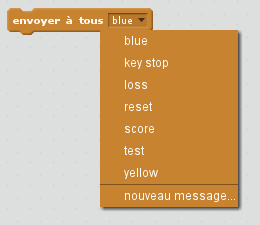 envoyer à tous blue
blue
key stop
loss
reset
score
test
yellow
nouveau message...